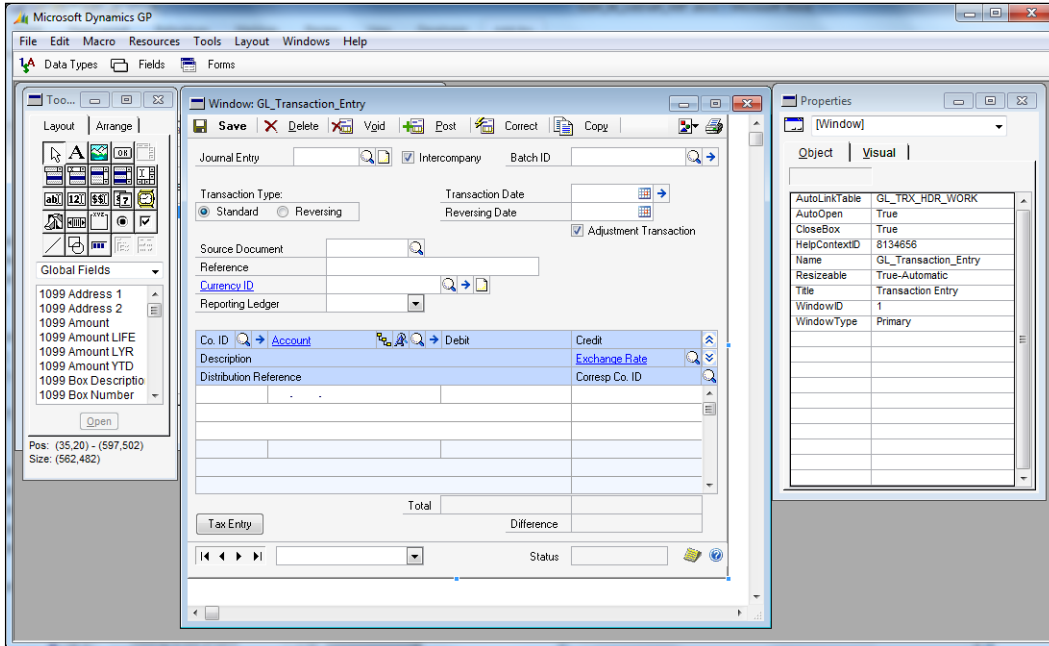 Microsoft Dynamics GP
File Edit Macro Resources Tools Layout Windows Help
Data Types Fields Forms
Too...
Layout Arrange
A OK
Global Fields
1099 Address 1
1099 Address 2
1099 Amount
1099 Amount LIFE
1099 Amount LYR
1099 Amount YTD
1099 Box Descriptio
1099 Box Number
Open
Pos: (35,20) - (597,502)
Size: (562,482)
Window: GL_Transaction_Entry
Save Delete Void Post Correct Copy
Journal Entry Intercompany Batch ID
Transaction Type: Transaction Date
Standard Reversing Reversing Date
Adjustment Transaction
Source Document
Reference
Currency ID
Reporting Ledger
Co. ID Account Debit Credit
Description Exchange Rate
Distribution Reference Corresp Co. ID
Total
Tax Entry Difference
Status
Properties
[Window]
Object Visual
AutoLinkTable GL_TRX_HDR_WORK
AutoOpen True
CloseBox True
HelpContextID 8134656
Name GL_Transaction_Entry
Resizeable True-Automatic
Title Transaction Entry
WindowID 1
WindowType Primary